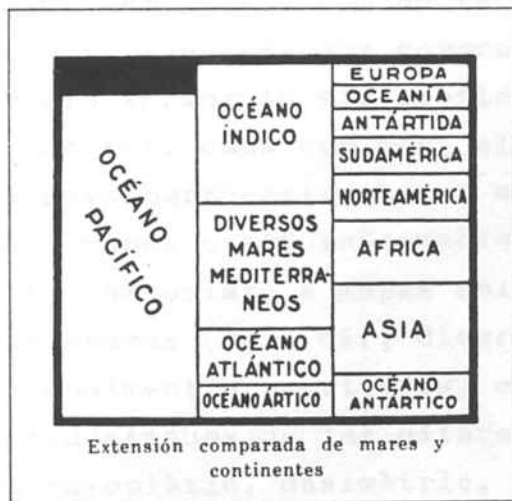 OCÉANO
PACÍFICO
OCÉANO
ÍNDICO
DIVERSOS
MARES
MEDITERRA-
NEOS
OCÉANO
ATLÁNTICO
OCÉANO ÁRTICO
EUROPA
OCEANÍA
ANTÁRTIDA
SUDAMÉRICA
NORTEAMÉRICA
AFRICA
ASIA
OCÉANO
ANTÁRTICO
Extensión comparada de mares y
continentes